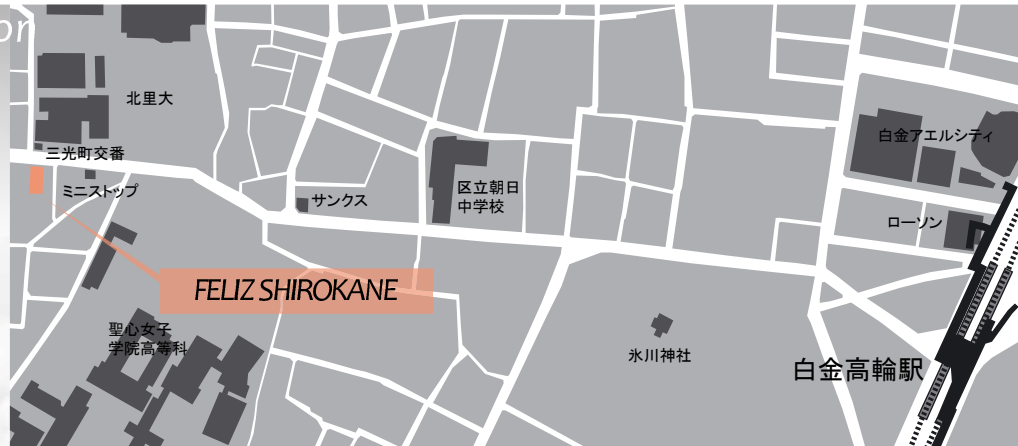 on
北里大
三光町交番
ミニストップ
サンクス
区立朝日
中学校
白金アエルシティ
ローソン
FELIZ SHIROKANE
聖心女子
学院高等科
氷川神社
白金高輪駅